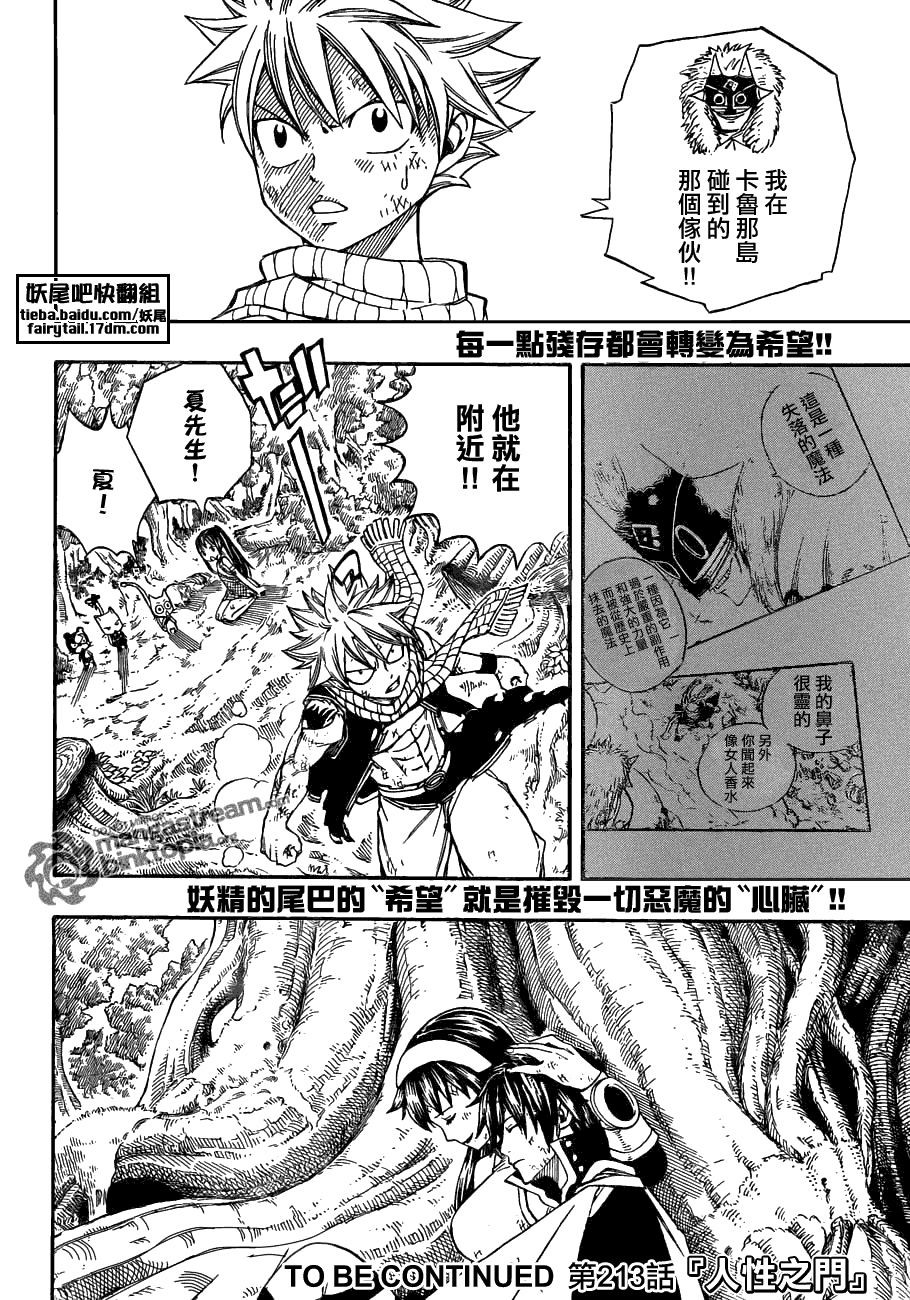 我在
卡魯那島
碰到的
那個傢伙!!
妖尾吧快翻組
tieba.baidu.com/妖尾
fairytail.17dm.com
每一點殘存都會轉變為希望!!
這是一種
失落的魔法
一種因為它
過於嚴重的副作用
和強大的力量
而被從歷史上
抹去的魔法
我的鼻子
很靈的
另外
你聞起來
像女人香水
他就在
附近!!
夏先生!
夏!
ダッ
mangastream.com
binktopia.es
妖精的尾巴的“希望”就是摧毀一切惡魔的“心臟”!!
TO BE CONTINUED 第213話『人性之門』